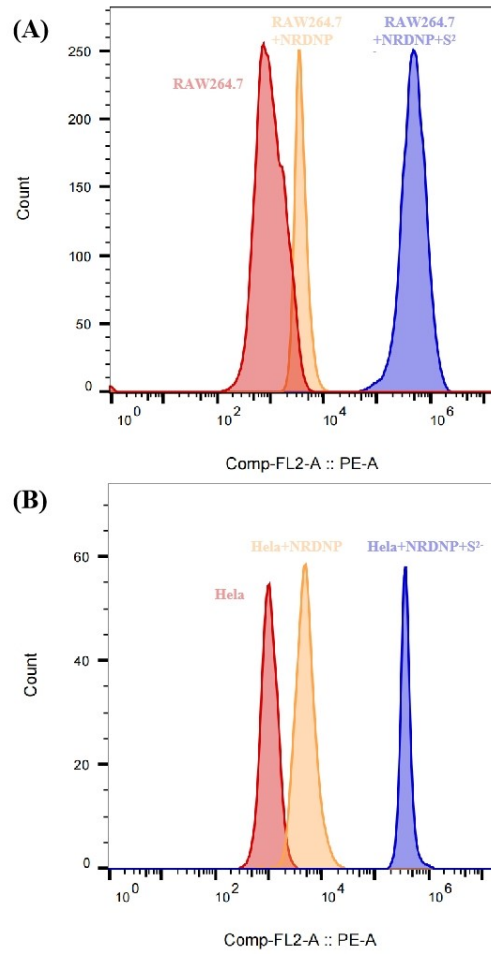 (A)
RAW264.7
+NRDNP
RAW264.7
+NRDNP+S²
RAW264.7
250
200
150
100
50
0
Count
10⁰
10²
10⁴
10⁶
Comp-FL2-A :: PE-A
(B)
Hela+NRDNP
Hela+NRDNP+S²⁻
Hela
60
40
20
0
Count
10⁰
10²
10⁴
10⁶
Comp-FL2-A :: PE-A